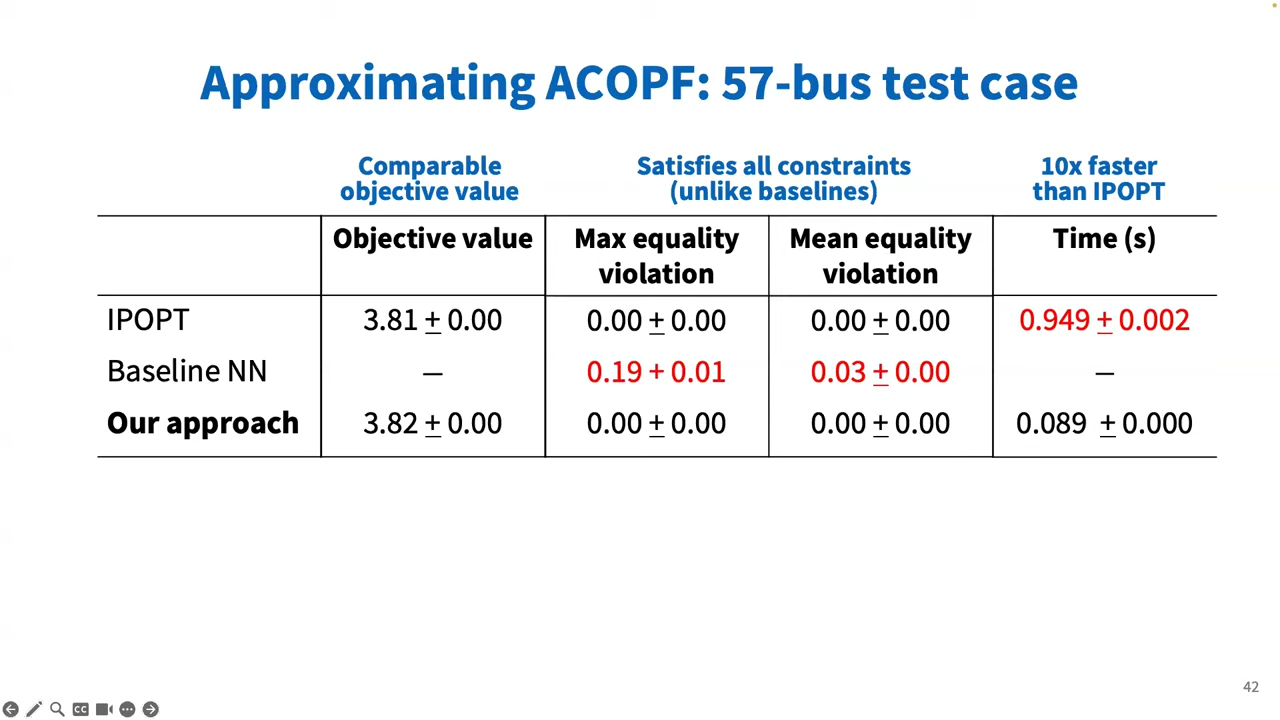 Approximating ACOPF: 57-bus test case
Comparable objective value
Satisfies all constraints (unlike baselines)
10x faster than IPOPT
Objective value
Max equality violation
Mean equality violation
Time (s)
IPOPT 3.81 ± 0.00 0.00 ± 0.00 0.00 ± 0.00 0.949 ± 0.002
Baseline NN — 0.19 + 0.01 0.03 ± 0.00 —
Our approach 3.82 ± 0.00 0.00 ± 0.00 0.00 ± 0.00 0.089 ± 0.000
42
CC